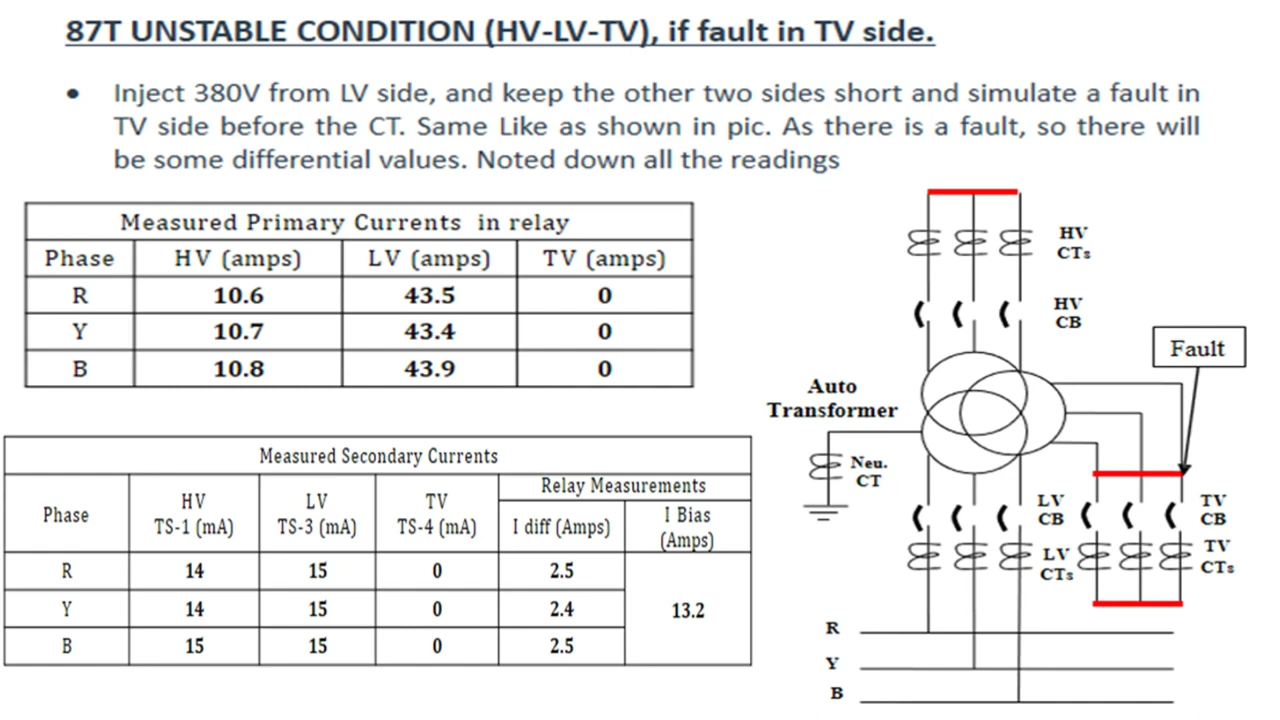 87T UNSTABLE CONDITION (HV-LV-TV), if fault in TV side.
• Inject 380V from LV side, and keep the other two sides short and simulate a fault in
TV side before the CT. Same Like as shown in pic. As there is a fault, so there will
be some differential values. Noted down all the readings
Measured Primary Currents in relay
Phase HV (amps) LV (amps) TV (amps)
R 10.6 43.5 0
Y 10.7 43.4 0
B 10.8 43.9 0
Measured Secondary Currents
Phase HV TS-1 (mA) LV TS-3 (mA) TV TS-4 (mA) Relay Measurements
I diff (Amps) I Bias (Amps)
R 14 15 0 2.5
Y 14 15 0 2.4 13.2
B 15 15 0 2.5
HV
CTs
HV
CB
Fault
Auto
Transformer
Neu.
CT
LV
CB
TV
CB
LV
CTs
TV
CTs
R
Y
B